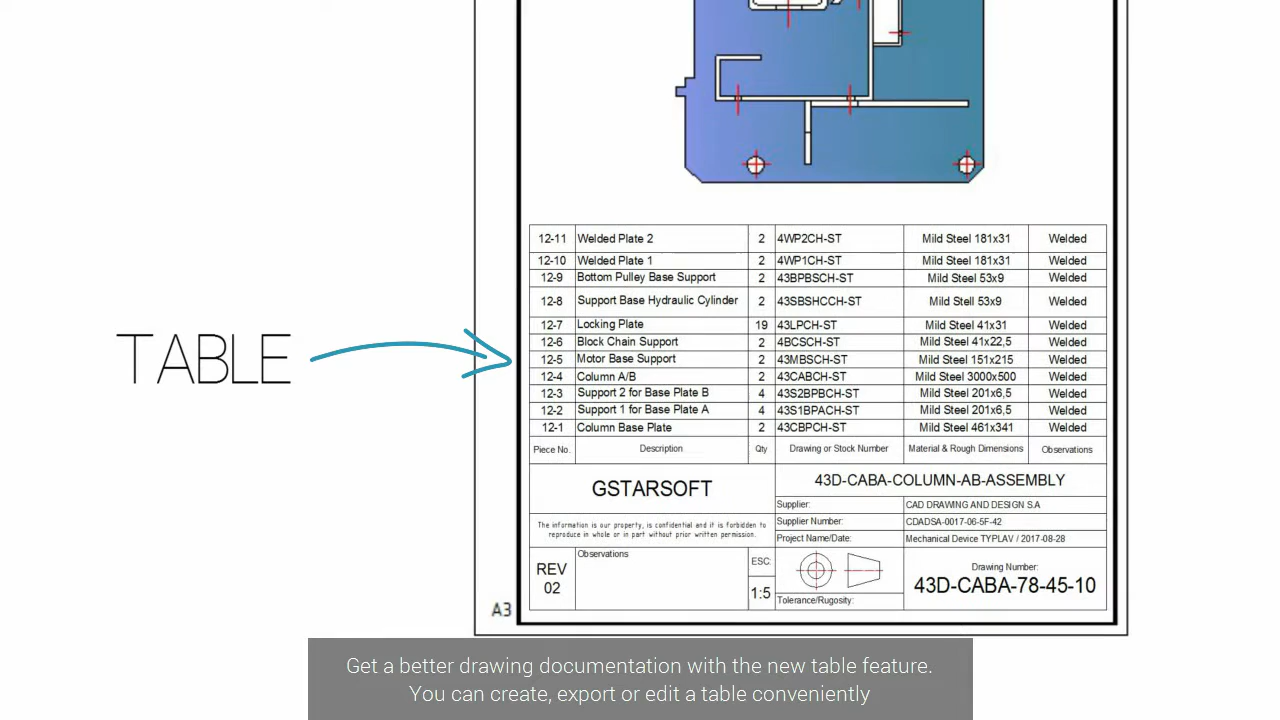 TABLE
12-11 Welded Plate 2 2 4WP2CH-ST Mild Steel 181x31 Welded
12-10 Welded Plate 1 2 4WP1CH-ST Mild Steel 181x31 Welded
12-9 Bottom Pulley Base Support 2 43BPBSCH-ST Mild Steel 53x9 Welded
12-8 Support Base Hydraulic Cylinder 2 43SBSHCCH-ST Mild Stell 53x9 Welded
12-7 Locking Plate 19 43LPCH-ST Mild Steel 41x31 Welded
12-6 Block Chain Support 2 4BCSCH-ST Mild Steel 41x22,5 Welded
12-5 Motor Base Support 2 43MBSCH-ST Mild Steel 151x215 Welded
12-4 Column A/B 2 43CABCH-ST Mild Steel 3000x500 Welded
12-3 Support 2 for Base Plate B 4 43S2BPBCH-ST Mild Steel 201x6,5 Welded
12-2 Support 1 for Base Plate A 4 43S1BPACH-ST Mild Steel 201x6,5 Welded
12-1 Column Base Plate 2 43CBPCH-ST Mild Steel 461x341 Welded
Piece No. Description Qty Drawing or Stock Number Material & Rough Dimensions Observations
GSTARSOFT
43D-CABA-COLUMN-AB-ASSEMBLY
Supplier: CAD DRAWING AND DESIGN S.A
Supplier Number: CDADSA-0017-06-5F-42
Project Name/Date: Mechanical Device TYPLAV / 2017-08-28
The information is our property, is confidential and it is forbidden to
reproduce in whole or in part without prior written permission.
REV
02
Observations
ESC:
1:5
Tolerance/Rugosity:
Drawing Number:
43D-CABA-78-45-10
A3
Get a better drawing documentation with the new table feature.
You can create, export or edit a table conveniently